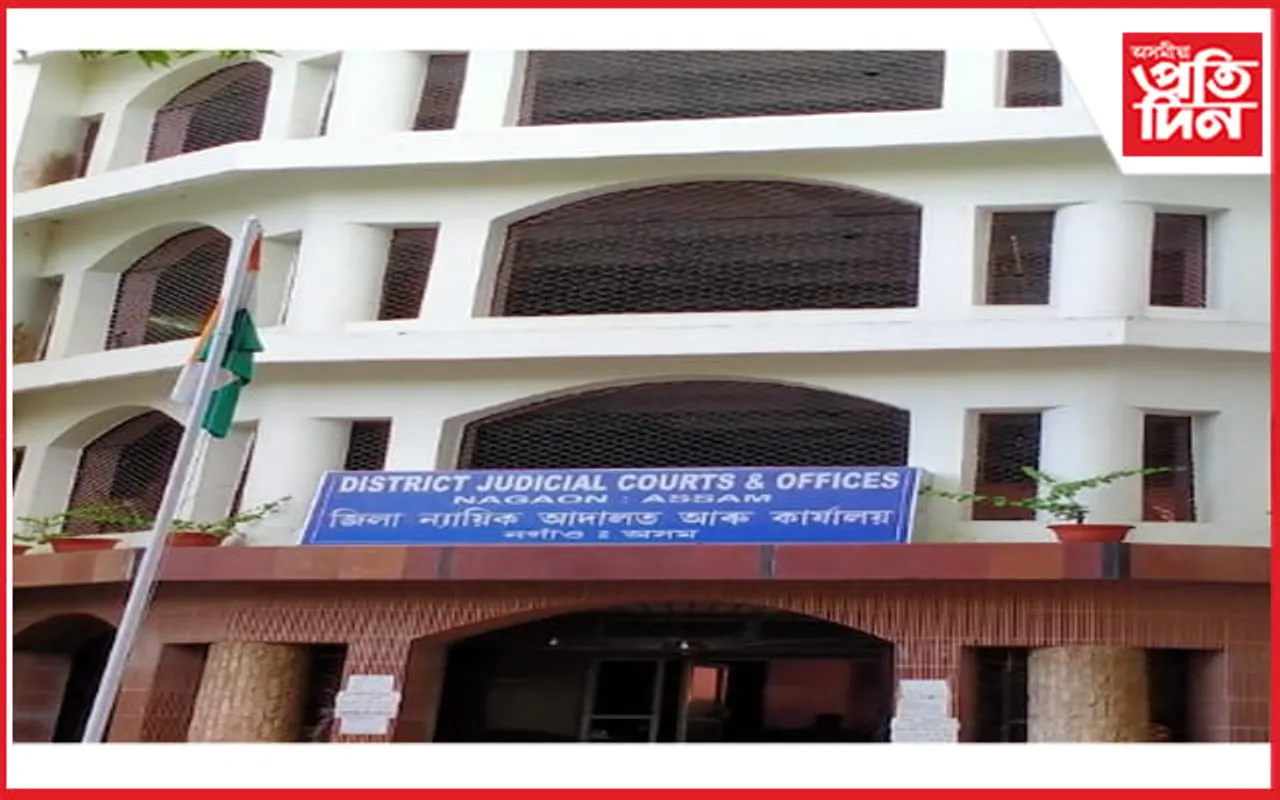 অসমীয়া
প্ৰতি
দিন
DISTRICT JUDICIAL COURTS & OFFICES
NAGAON : ASSAM
জিলা ন্যায়িক আদালত আৰু কাৰ্যালয়
নগাঁও : অসম